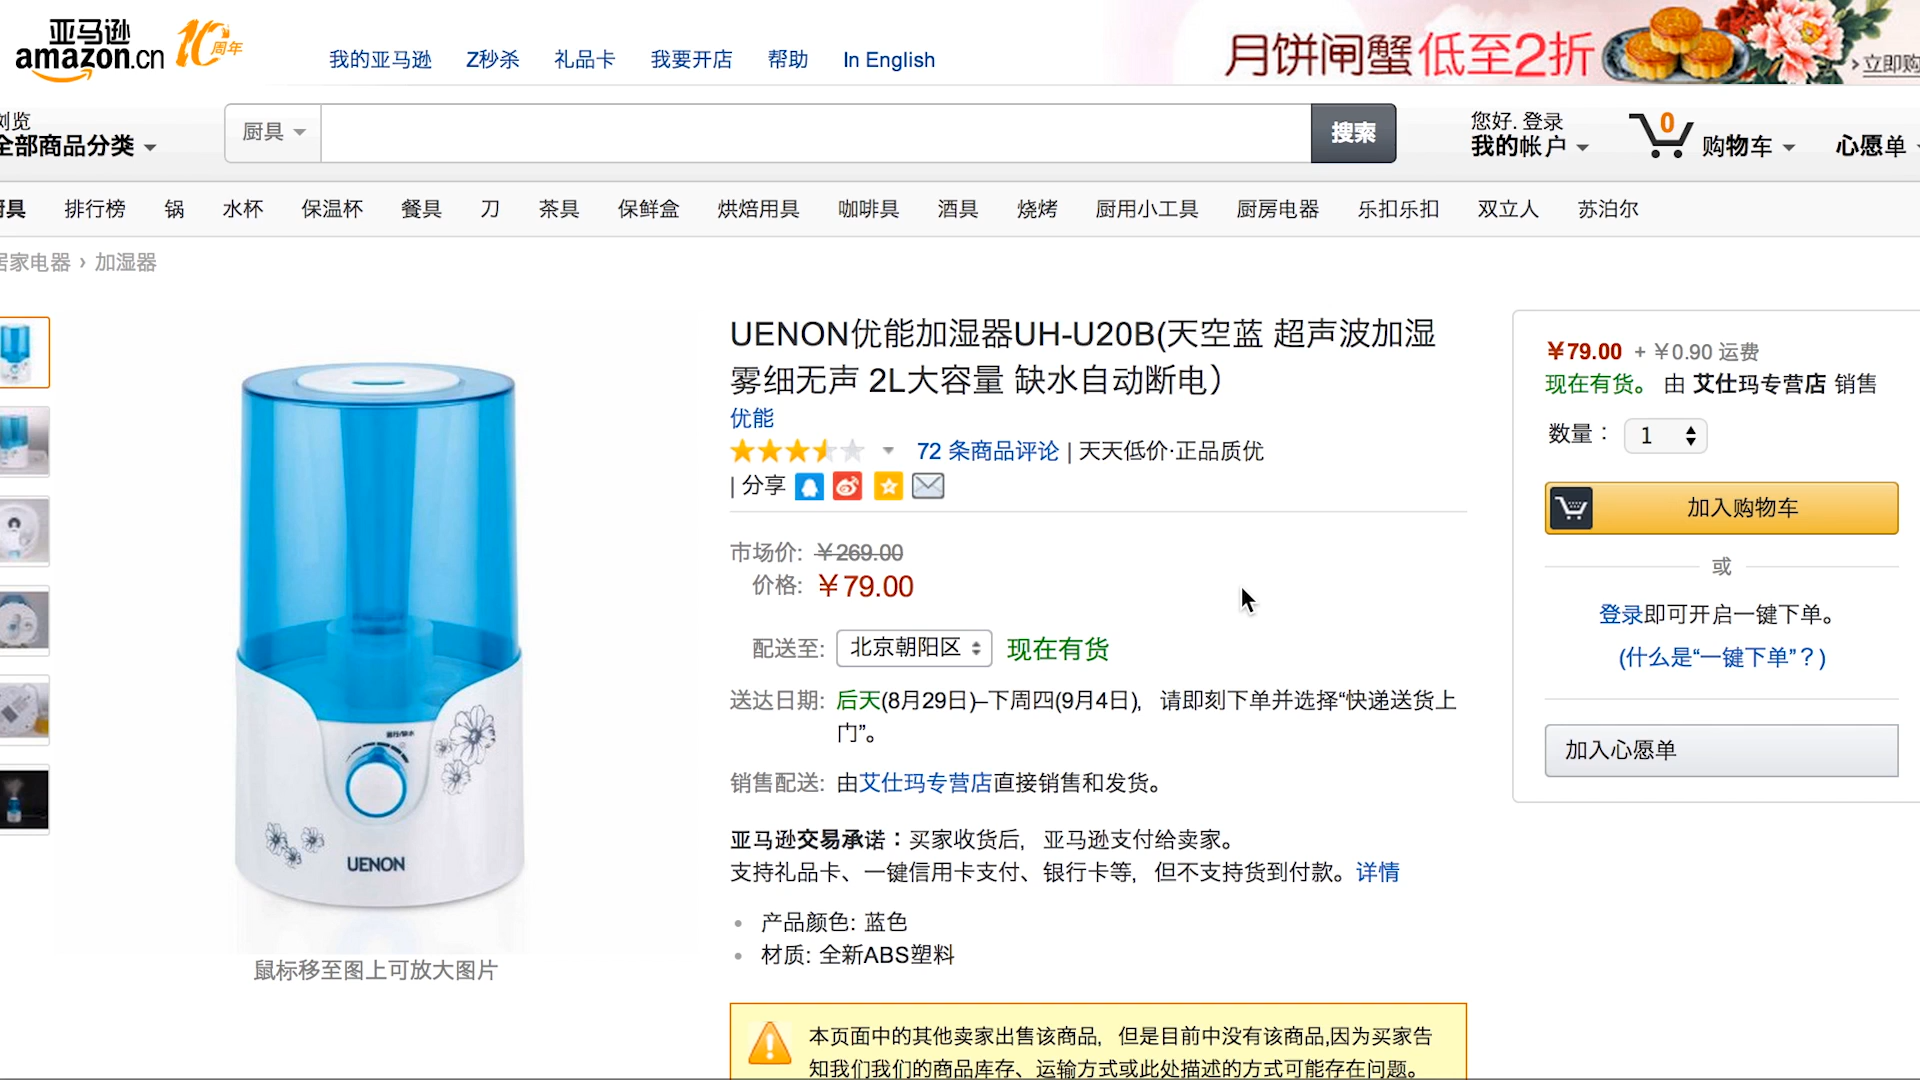 亚马逊
amazon.cn
10周年
我的亚马逊 Z秒杀 礼品卡 我要开店 帮助 In English
月饼闸蟹低至2折
立即购
浏览
全部商品分类
厨具
搜索
您好. 登录
我的帐户
0 购物车
心愿单
厨具 排行榜 锅 水杯 保温杯 餐具 刀 茶具 保鲜盒 烘焙用具 咖啡具 酒具 烧烤 厨用小工具 厨房电器 乐扣乐扣 双立人 苏泊尔
居家电器 › 加湿器
UENON优能加湿器UH-U20B(天空蓝 超声波加湿
雾细无声 2L大容量 缺水自动断电)
优能
72 条商品评论 | 天天低价·正品质优
| 分享
市场价: ￥269.00
价格: ￥79.00
配送至: 北京朝阳区 现在有货
送达日期: 后天(8月29日)–下周四(9月4日)，请即刻下单并选择“快递送货上
门”。
销售配送: 由艾仕玛专营店直接销售和发货。
亚马逊交易承诺：买家收货后，亚马逊支付给卖家。
支持礼品卡、一键信用卡支付、银行卡等，但不支持货到付款。详情
• 产品颜色: 蓝色
• 材质: 全新ABS塑料
本页面中的其他卖家出售该商品，但是目前中没有该商品,因为买家告
知我们我们的商品库存、运输方式或此处描述的方式可能存在问题。
UENON
鼠标移至图上可放大图片
￥79.00 + ￥0.90 运费
现在有货。 由 艾仕玛专营店 销售
数量： 1
加入购物车
或
登录即可开启一键下单。
(什么是“一键下单”？)
加入心愿单